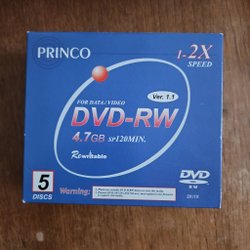 PRINCO
1-2X
SPEED
Ver. 1.1
FOR DATA/VIDEO
DVD-RW
4.7GB SP120MIN.
Rewritable
5
DISCS
Warning:
DVD
R W